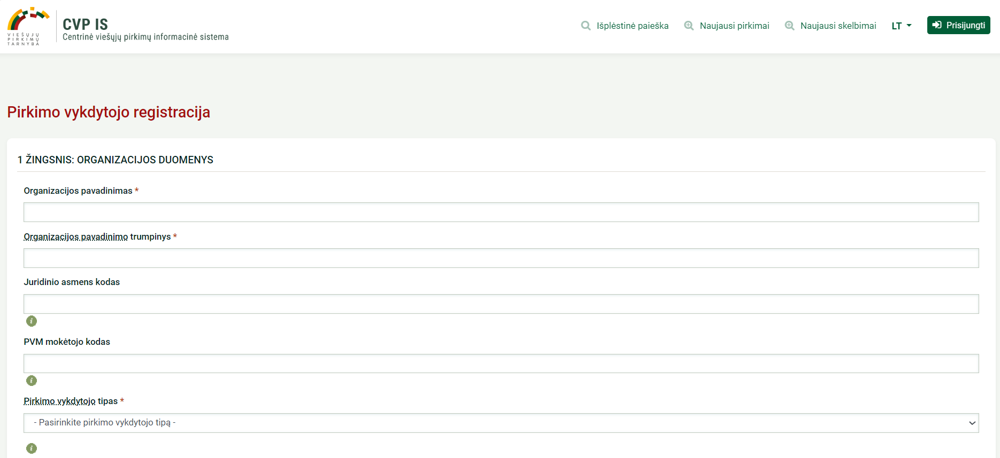 VIEŠŲJŲ
PIRKIMŲ
TARNYBA
CVP IS
Centrinė viešųjų pirkimų informacinė sistema
Išplėstinė paieška
Naujausi pirkimai
Naujausi skelbimai
LT
Prisijungti
Pirkimo vykdytojo registracija
1 ŽINGSNIS: ORGANIZACIJOS DUOMENYS
Organizacijos pavadinimas *
Organizacijos pavadinimo trumpinys *
Juridinio asmens kodas
i
PVM mokėtojo kodas
i
Pirkimo vykdytojo tipas *
- Pasirinkite pirkimo vykdytojo tipą -
i